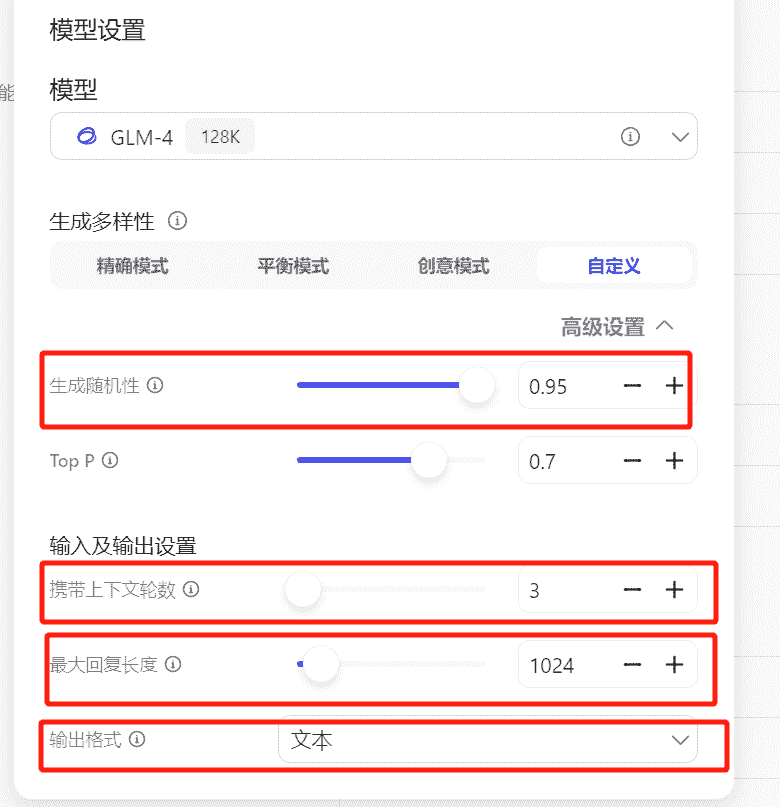 模型设置
模型
能
GLM-4 128K
生成多样性
精确模式 平衡模式 创意模式 自定义
高级设置
生成随机性 0.95
Top P 0.7
输入及输出设置
携带上下文轮数 3
最大回复长度 1024
输出格式 文本